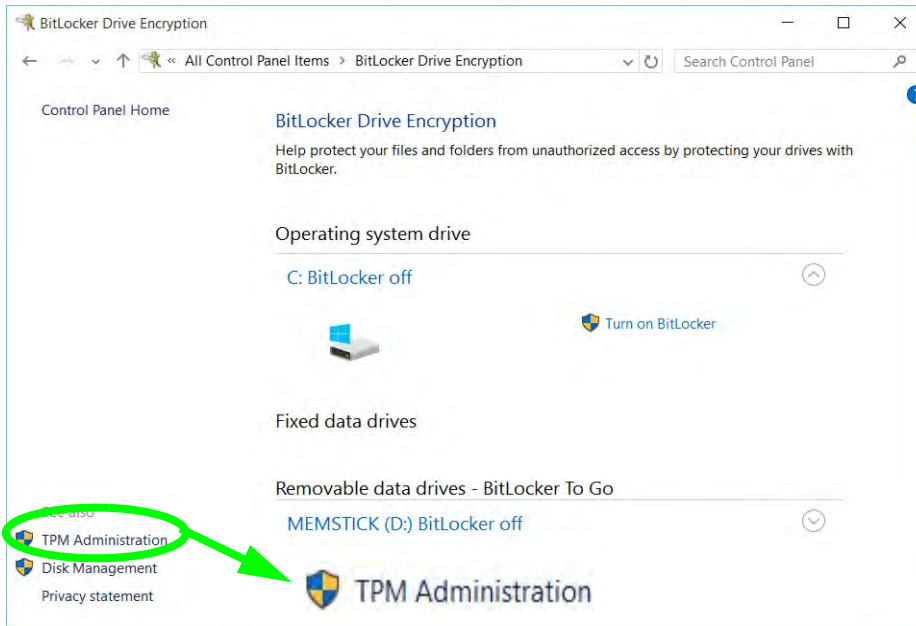 BitLocker Drive Encryption
« All Control Panel Items > BitLocker Drive Encryption
Search Control Panel
Control Panel Home
BitLocker Drive Encryption
Help protect your files and folders from unauthorized access by protecting your drives with
BitLocker.
Operating system drive
C: BitLocker off
Turn on BitLocker
Fixed data drives
Removable data drives - BitLocker To Go
MEMSTICK (D:) BitLocker off
See also
TPM Administration
Disk Management
Privacy statement
TPM Administration